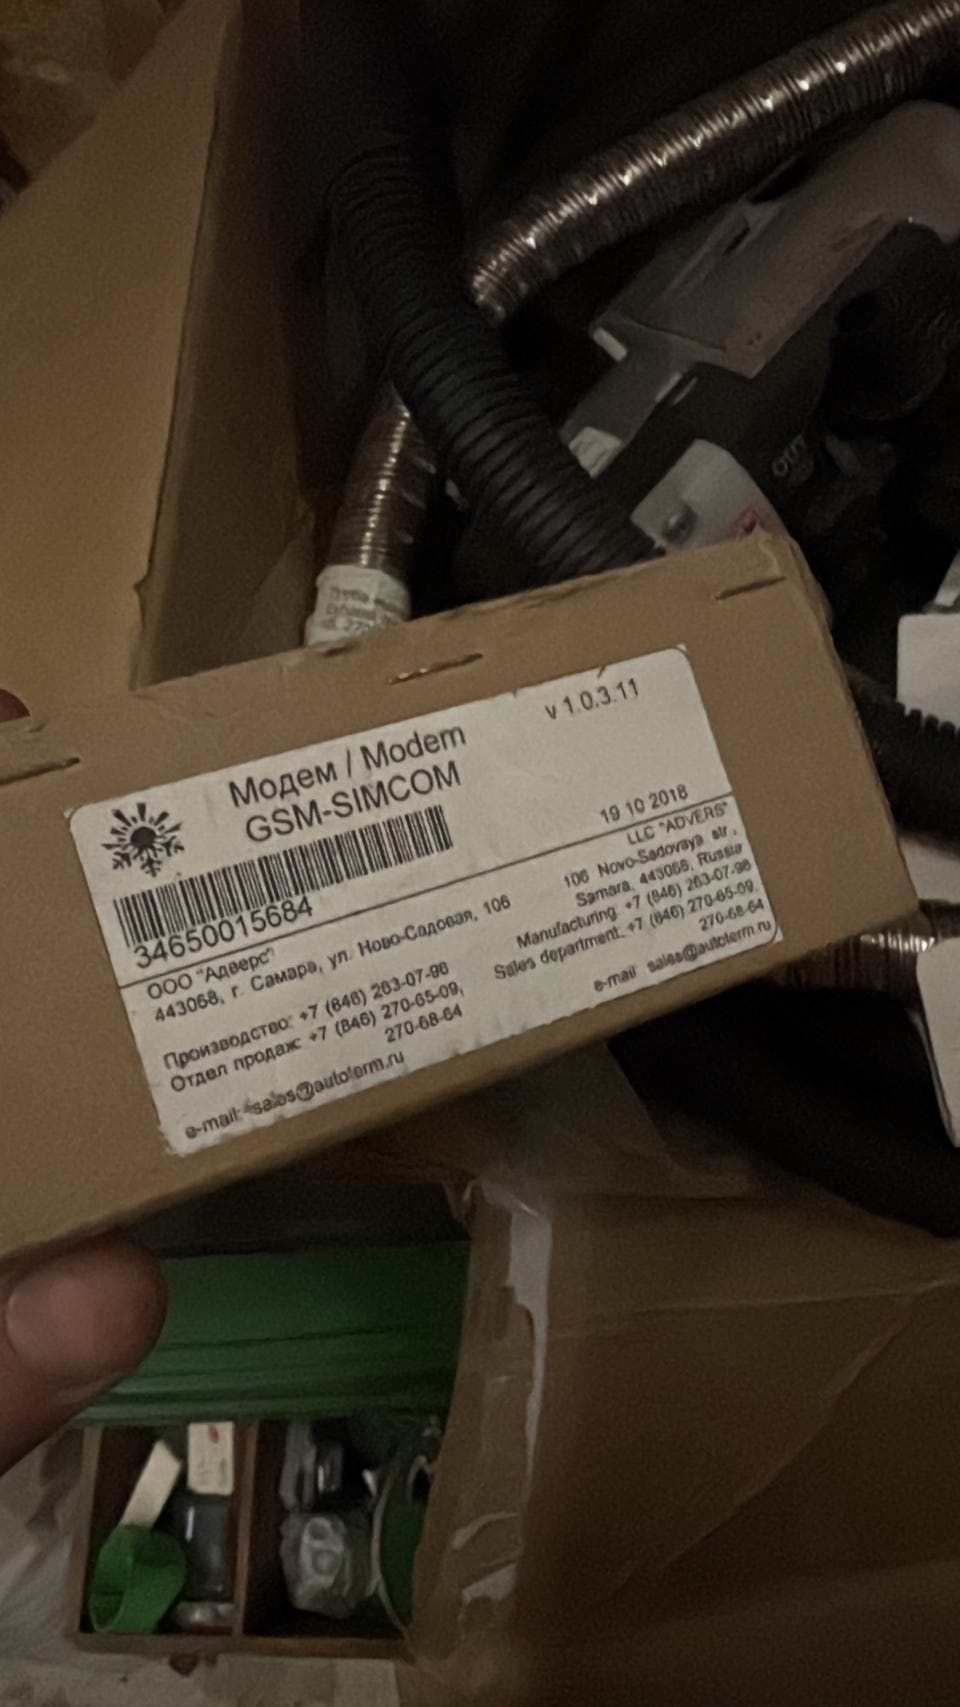 v 1.0.3.11
Модем / Modem
GSM-SIMCOM
34650015684
19 10 2018
ООО "Адверс"
443068, г. Самара, ул. Ново-Садовая, 106
Производство: +7 (846) 263-07-98
Отдел продаж: +7 (846) 270-65-09,
270-68-64
e-mail: sales@autoterm.ru
LLC "ADVERS"
106 Novo-Sadovaya str.,
Samara, 443068, Russia
Manufacturing: +7 (846) 263-07-98
Sales department: +7 (846) 270-65-09,
270-68-64
e-mail: sales@autoterm.ru